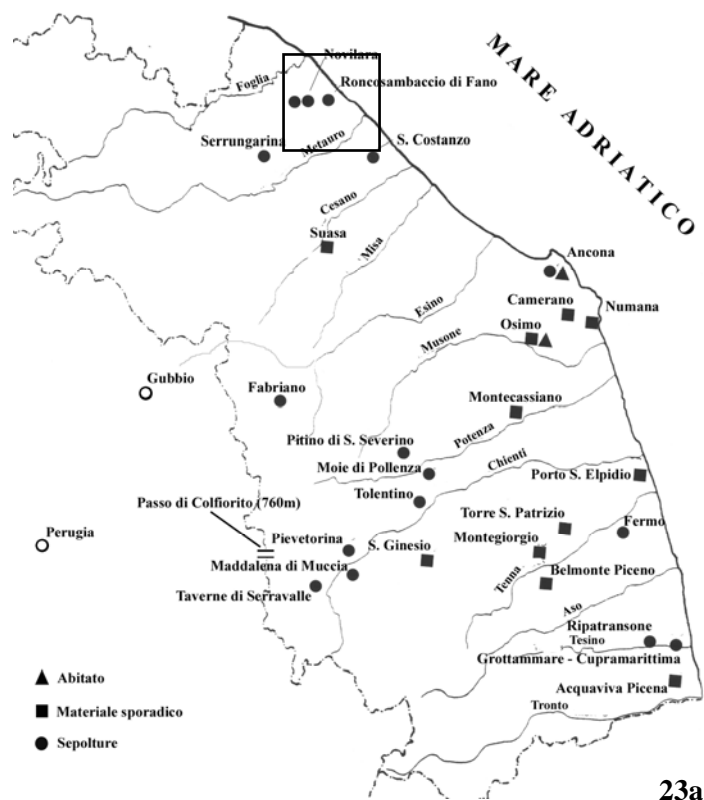 Novilara
MARE ADRIATICO
Foglia
Roncosambaccio di Fano
Serrungarina
Metauro
S. Costanzo
Cesano
Suasa
Misa
Ancona
Esino
Camerano
Numana
Osimo
Musone
Gubbio
Fabriano
Montecassiano
Pitino di S. Severino
Potenza
Moie di Pollenza
Chienti
Porto S. Elpidio
Tolentino
Passo di Colfiorito (760m)
Torre S. Patrizio
Fermo
Perugia
Pievetorina
S. Ginesio
Montegiorgio
Maddalena di Muccia
Tenna
Belmonte Piceno
Taverne di Serravalle
Aso
Ripatransone
Tesino
Grottammare - Cupramarittima
Abitato
Acquaviva Picena
Materiale sporadico
Tronto
Sepolture
23a